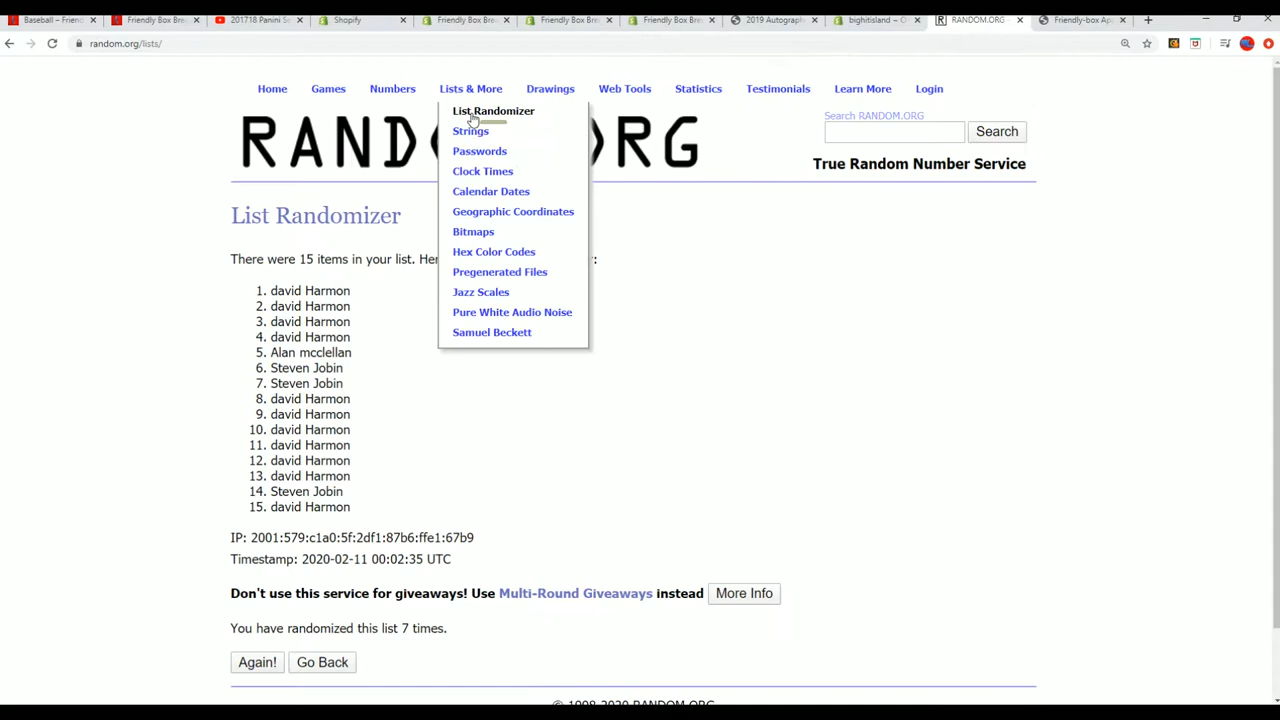 Baseball – Frien
Friendly Box Bre
201718 Panini Se
Shopify
Friendly Box Bre
Friendly Box Bre
Friendly Box Bre
2019 Autograph
bighitisland – O
RANDOM.ORG -
Friendly-box Ap
random.org/lists/
Home Games Numbers Lists & More Drawings Web Tools Statistics Testimonials Learn More Login
List Randomizer
Strings
Passwords
Clock Times
Calendar Dates
Geographic Coordinates
Bitmaps
Hex Color Codes
Pregenerated Files
Jazz Scales
Pure White Audio Noise
Samuel Beckett
RAND RG
Search RANDOM.ORG
Search
True Random Number Service
List Randomizer
There were 15 items in your list. Her :
1. david Harmon
2. david Harmon
3. david Harmon
4. david Harmon
5. Alan mcclellan
6. Steven Jobin
7. Steven Jobin
8. david Harmon
9. david Harmon
10. david Harmon
11. david Harmon
12. david Harmon
13. david Harmon
14. Steven Jobin
15. david Harmon
IP: 2001:579:c1a0:5f:2df1:87b6:ffe1:67b9
Timestamp: 2020-02-11 00:02:35 UTC
Don't use this service for giveaways! Use Multi-Round Giveaways instead More Info
You have randomized this list 7 times.
Again! Go Back
© 1998-2020 RANDOM.ORG